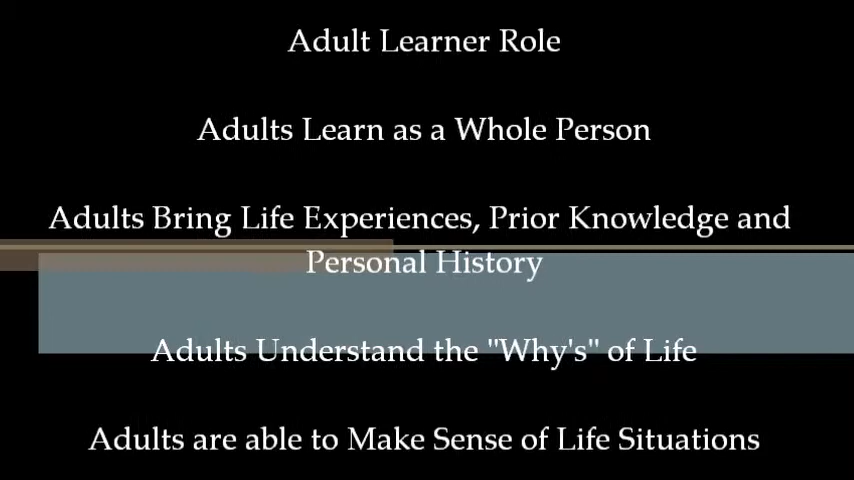 Adult Learner Role
Adults Learn as a Whole Person
Adults Bring Life Experiences, Prior Knowledge and
Personal History
Adults Understand the "Why's" of Life
Adults are able to Make Sense of Life Situations